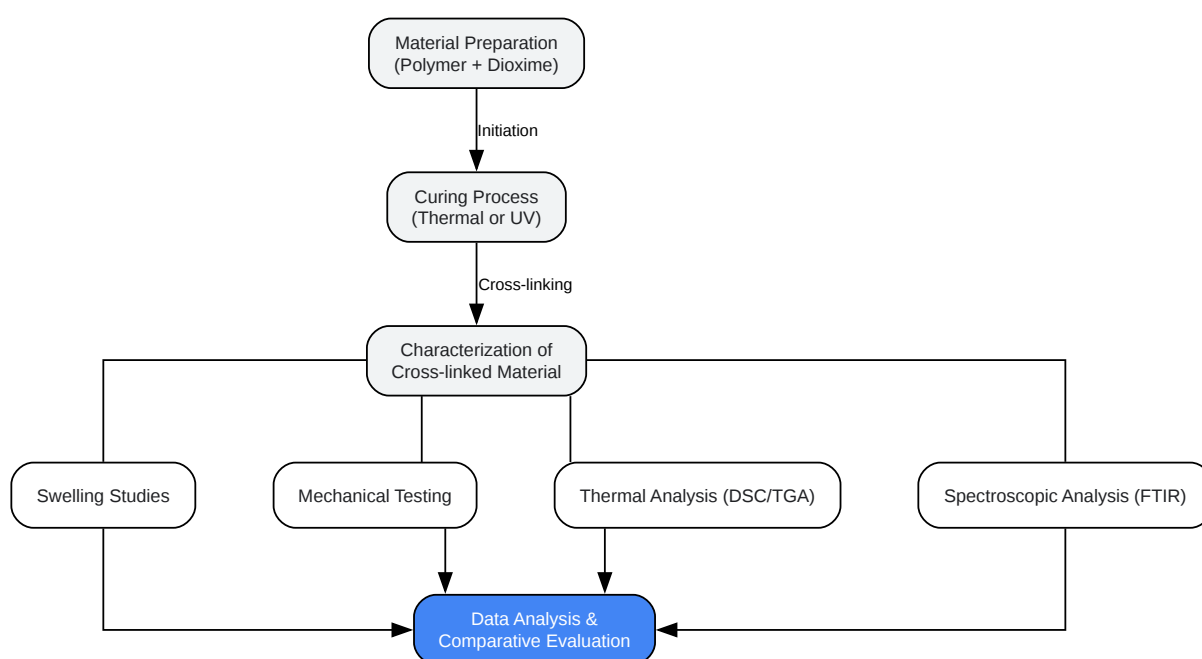 Material Preparation
(Polymer + Dioxime)
Initiation
Curing Process
(Thermal or UV)
Cross-linking
Characterization of
Cross-linked Material
Swelling Studies
Mechanical Testing
Thermal Analysis (DSC/TGA)
Spectroscopic Analysis (FTIR)
Data Analysis &
Comparative Evaluation